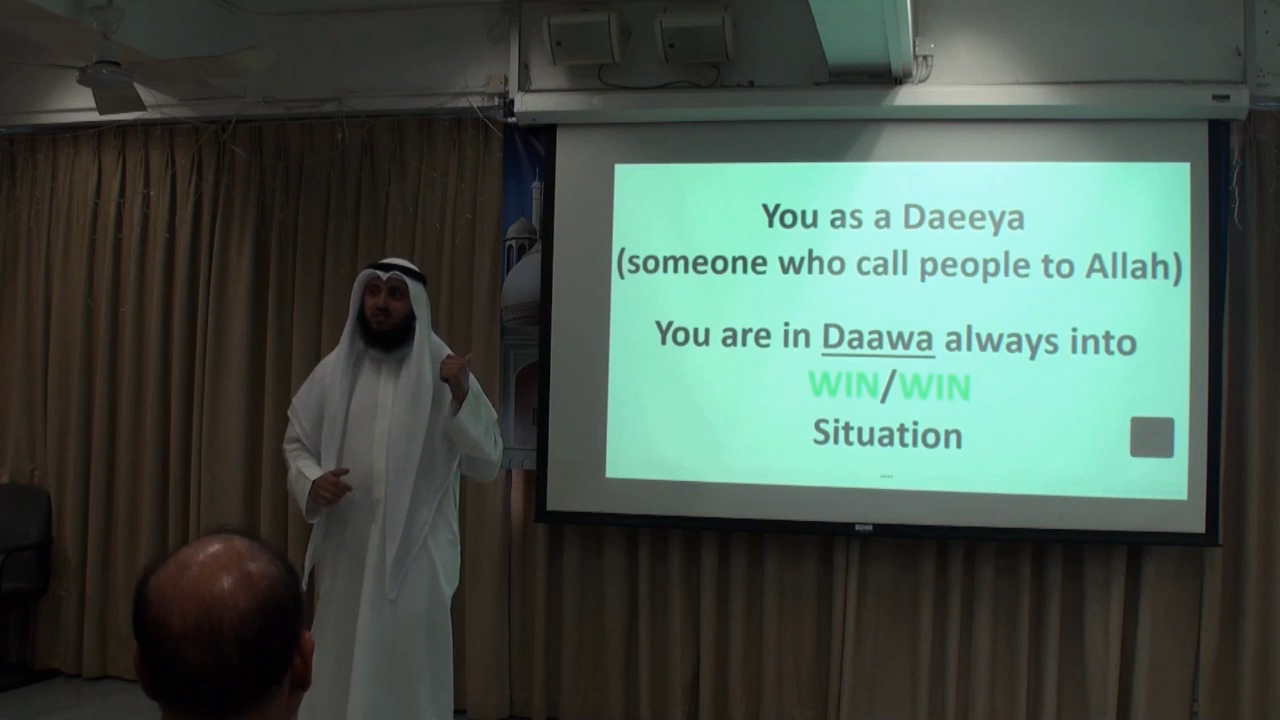 You as a Daeeya
(someone who call people to Allah)
You are in Daawa always into
WIN/WIN
Situation